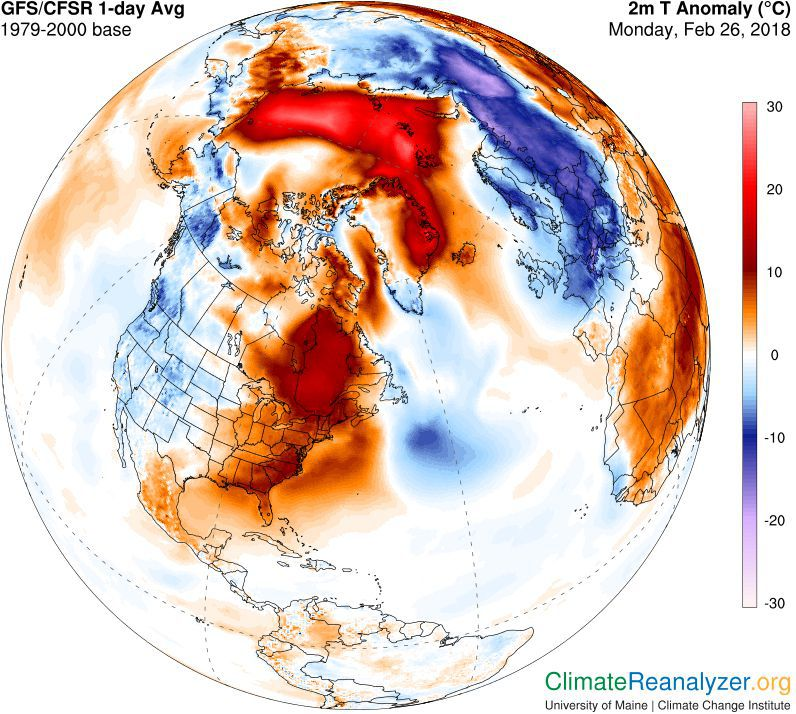 GFS/CFSR 1-day Avg
1979-2000 base
2m T Anomaly (°C)
Monday, Feb 26, 2018
30
20
10
0
-10
-20
-30
ClimateReanalyzer.org
University of Maine | Climate Change Institute